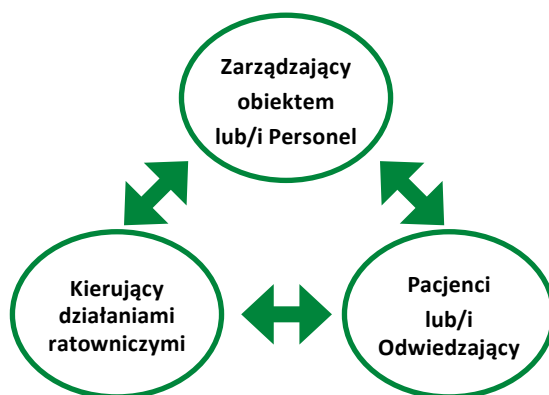 Zarządzający
obiektem
lub/i Personel
Kierujący
działaniami
ratowniczymi
Pacjenci
lub/i
Odwiedzający